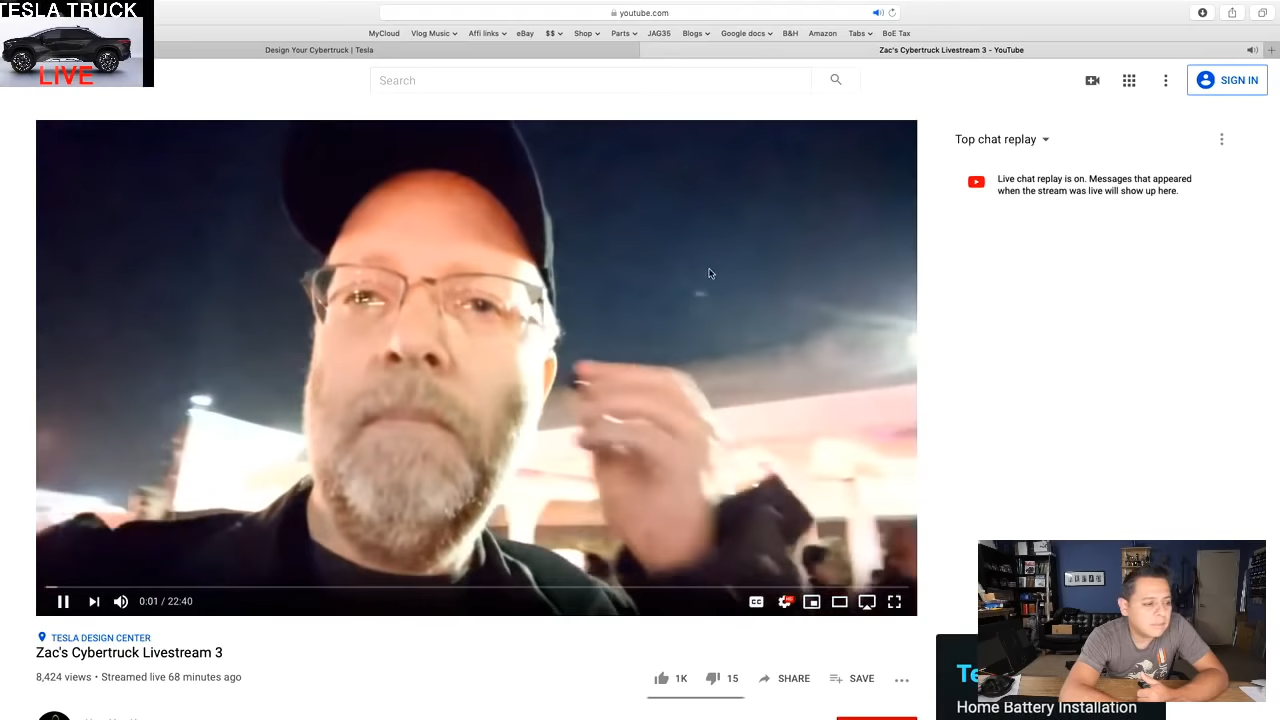 TESLA TRUCK
LIVE
youtube.com
MyCloud Vlog Music Affi links eBay $$ Shop Parts JAG35 Blogs Google docs B&H Amazon Tabs BoE Tax
Design Your Cybertruck | Tesla
Zac's Cybertruck Livestream 3 - YouTube
Search
SIGN IN
Top chat replay
Live chat replay is on. Messages that appeared
when the stream was live will show up here.
0:01 / 22:40
CC
HD
TESLA DESIGN CENTER
Zac's Cybertruck Livestream 3
8,424 views • Streamed live 68 minutes ago
1K 15 SHARE SAVE
Te
Home Battery Installation